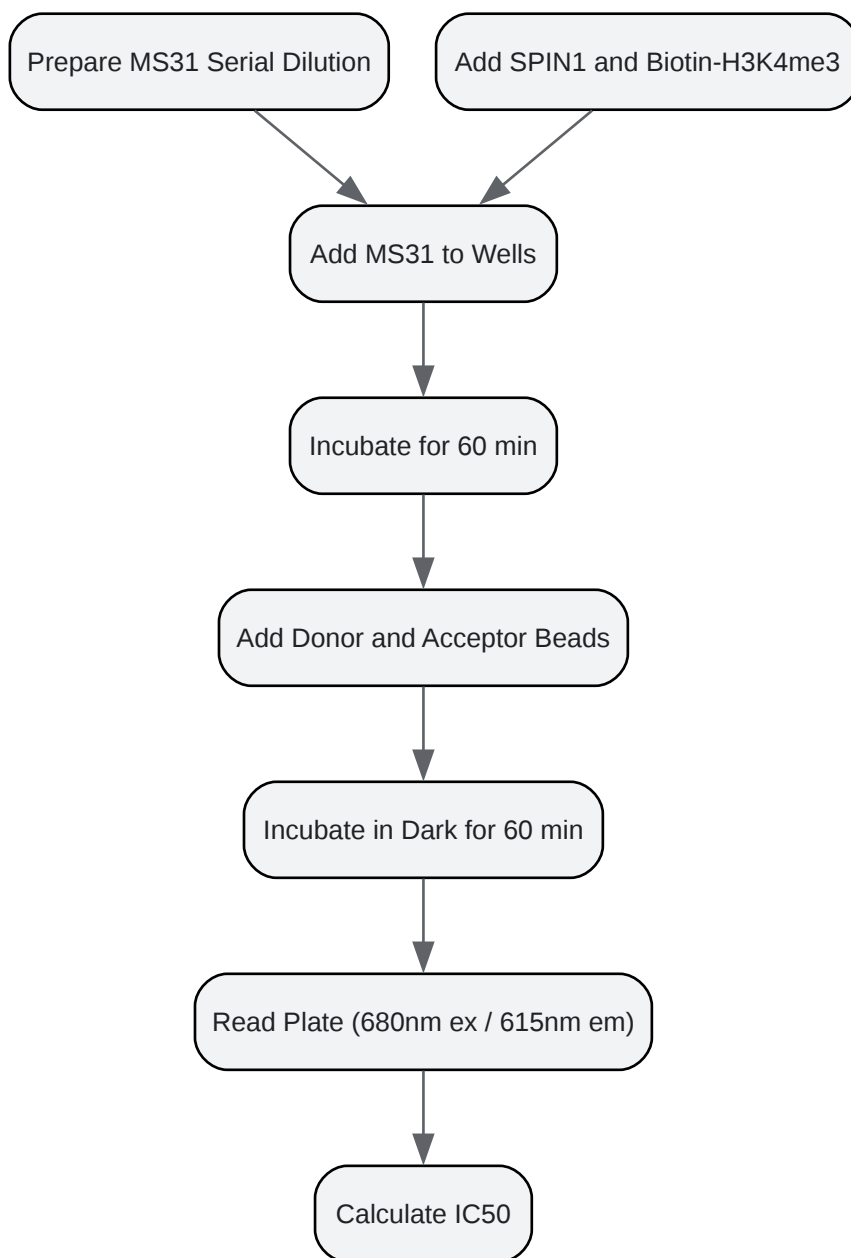 Prepare MS31 Serial Dilution
Add SPIN1 and Biotin-H3K4me3
Add MS31 to Wells
Incubate for 60 min
Add Donor and Acceptor Beads
Incubate in Dark for 60 min
Read Plate (680nm ex / 615nm em)
Calculate IC50